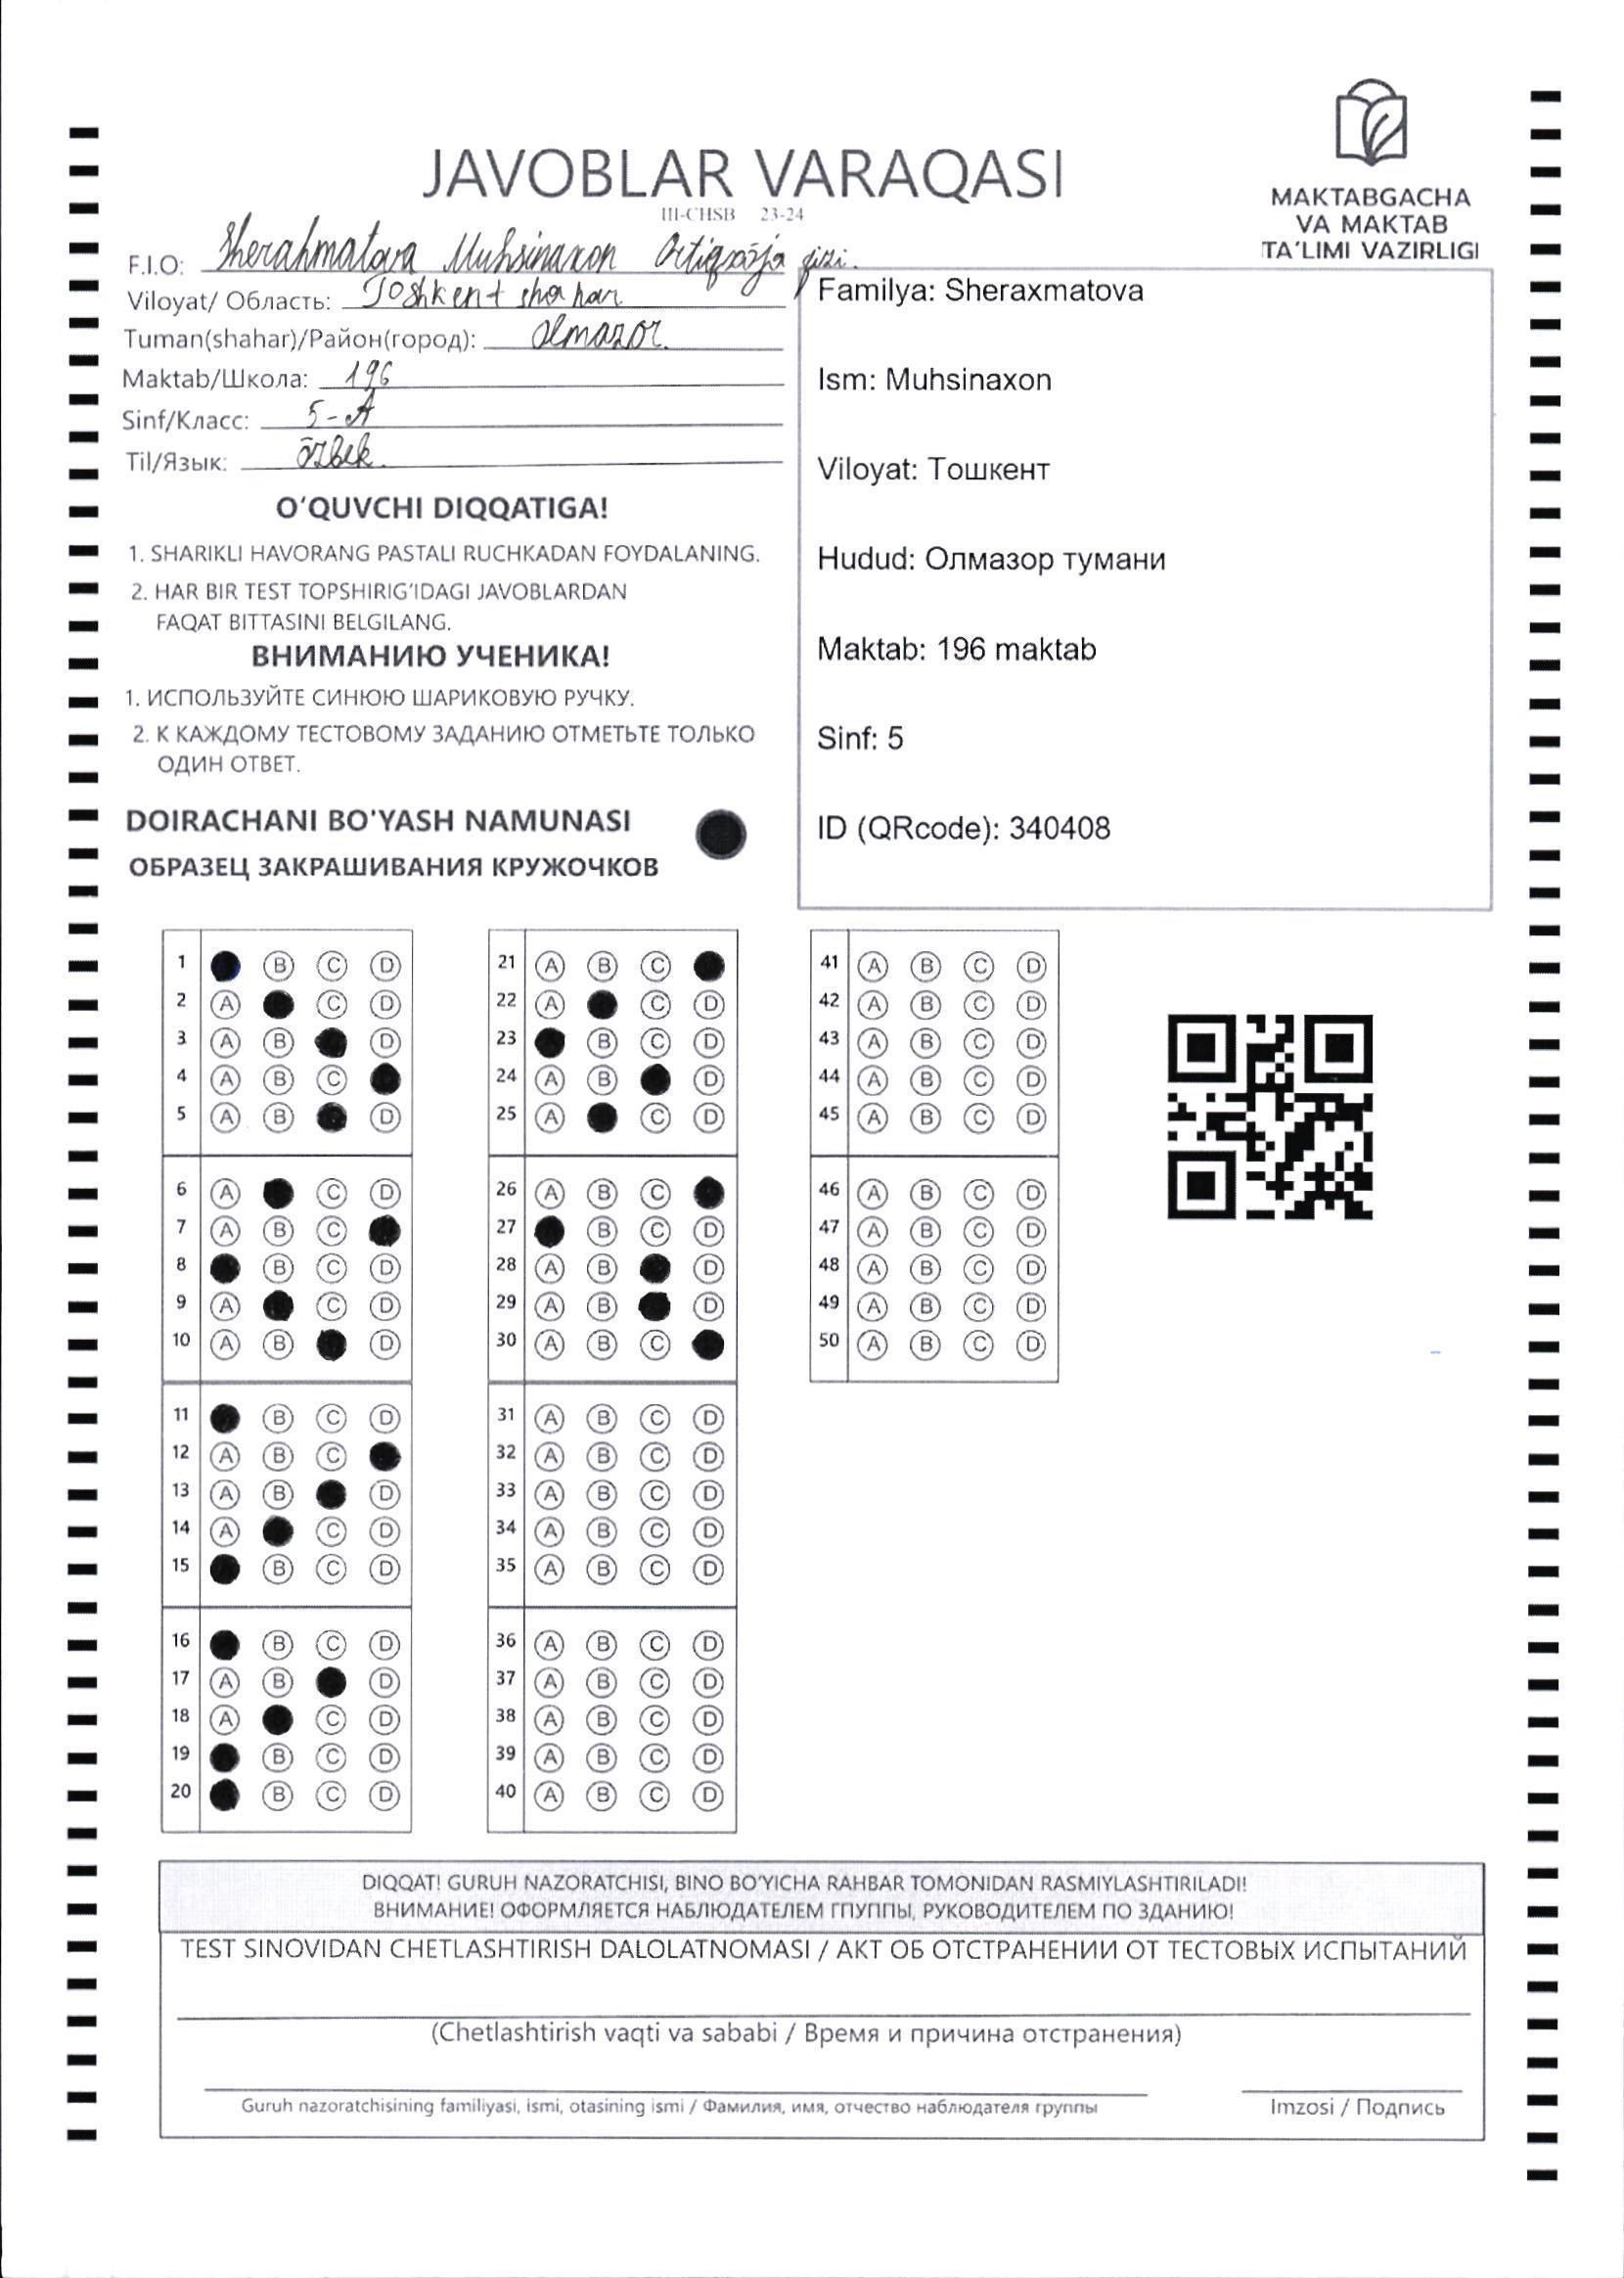 JAVOBLAR VARAQASI
III-CHSB 23-24
MAKTABGACHA
VA MAKTAB
TA'LIMI VAZIRLIGI
F.I.O: Sherahmatova Muhsinaxon Ortiqxo'ja qizi.
Viloyat/ Область: Toshkent shahar
Tuman(shahar)/Район(город): Olmazor.
Maktab/Школа: 196
Sinf/Класс: 5-A
Til/Язык: õzbek.
O'QUVCHI DIQQATIGA!
1. SHARIKLI HAVORANG PASTALI RUCHKADAN FOYDALANING.
2. HAR BIR TEST TOPSHIRIG'IDAGI JAVOBLARDAN
FAQAT BITTASINI BELGILANG.
ВНИМАНИЮ УЧЕНИКА!
1. ИСПОЛЬЗУЙТЕ СИНЮЮ ШАРИКОВУЮ РУЧКУ.
2. К КАЖДОМУ ТЕСТОВОМУ ЗАДАНИЮ ОТМЕТЬТЕ ТОЛЬКО
ОДИН ОТВЕТ.
DOIRACHANI BO'YASH NAMUNASI
ОБРАЗЕЦ ЗАКРАШИВАНИЯ КРУЖОЧКОВ
Familya: Sheraxmatova
Ism: Muhsinaxon
Viloyat: Тошкент
Hudud: Олмазор тумани
Maktab: 196 maktab
Sinf: 5
ID (QRcode): 340408
1 B C D
2 A C D
3 A B D
4 A B C
5 A B D
6 A C D
7 A B C
8 B C D
9 A C D
10 A B D
11 B C D
12 A B C
13 A B D
14 A C D
15 B C D
16 B C D
17 A B D
18 A C D
19 B C D
20 B C D
21 A B C
22 A C D
23 B C D
24 A B D
25 A C D
26 A B C
27 B C D
28 A B D
29 A B D
30 A B C
31 A B C D
32 A B C D
33 A B C D
34 A B C D
35 A B C D
36 A B C D
37 A B C D
38 A B C D
39 A B C D
40 A B C D
41 A B C D
42 A B C D
43 A B C D
44 A B C D
45 A B C D
46 A B C D
47 A B C D
48 A B C D
49 A B C D
50 A B C D
DIQQAT! GURUH NAZORATCHISI, BINO BO'YICHA RAHBAR TOMONIDAN RASMIYLASHTIRILADI!
ВНИМАНИЕ! ОФОРМЛЯЕТСЯ НАБЛЮДАТЕЛЕМ ГПУППЫ, РУКОВОДИТЕЛЕМ ПО ЗДАНИЮ!
TEST SINOVIDAN CHETLASHTIRISH DALOLATNOMASI / АКТ ОБ ОТСТРАНЕНИИ ОТ ТЕСТОВЫХ ИСПЫТАНИЙ
(Chetlashtirish vaqti va sababi / Время и причина отстранения)
Guruh nazoratchisining familiyasi, ismi, otasining ismi / Фамилия, имя, отчество наблюдателя группы
Imzosi / Подпись